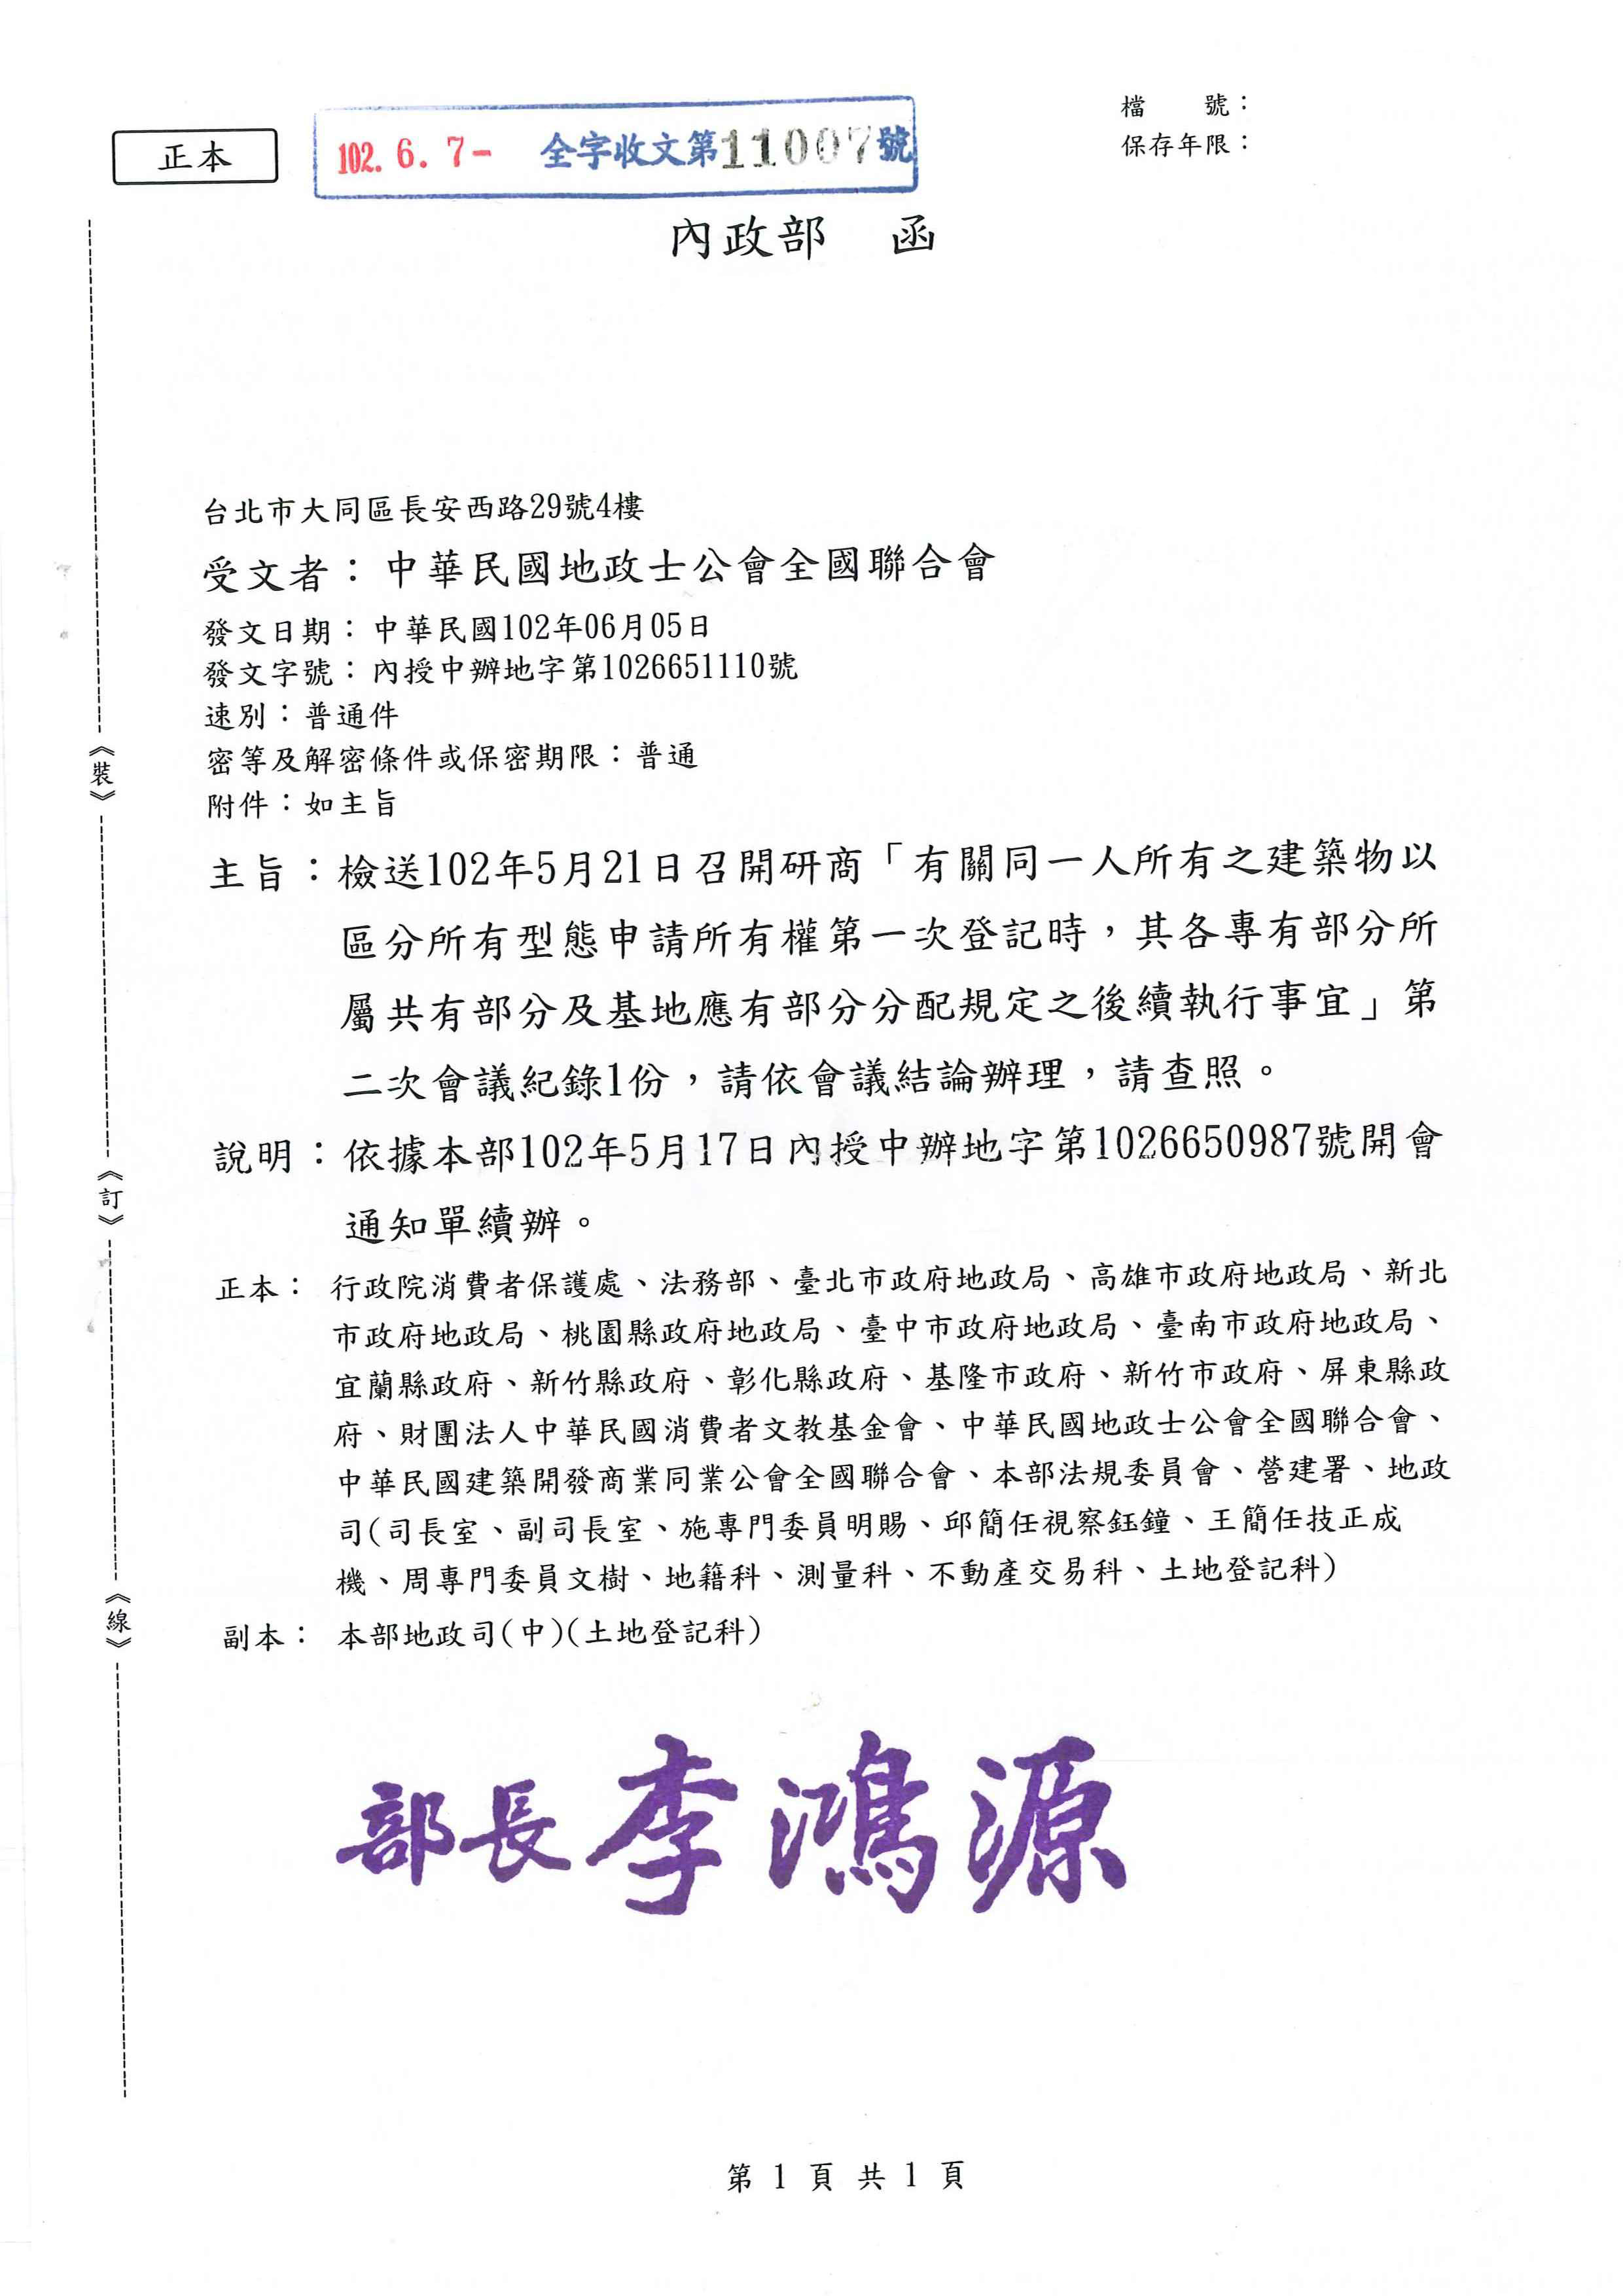 檔　　號：
保存年限：
正本
102. 6. 7-　全字收文第11007號
內政部　函
台北市大同區長安西路29號4樓
受文者：中華民國地政士公會全國聯合會
發文日期：中華民國102年06月05日
發文字號：內授中辦地字第1026651110號
速別：普通件
密等及解密條件或保密期限：普通
附件：如主旨
主旨：檢送102年5月21日召開研商「有關同一人所有之建築物以
區分所有型態申請所有權第一次登記時，其各專有部分所
屬共有部分及基地應有部分分配規定之後續執行事宜」第
二次會議紀錄1份，請依會議結論辦理，請查照。
說明：依據本部102年5月17日內授中辦地字第1026650987號開會
通知單續辦。
正本：行政院消費者保護處、法務部、臺北市政府地政局、高雄市政府地政局、新北
市政府地政局、桃園縣政府地政局、臺中市政府地政局、臺南市政府地政局、
宜蘭縣政府、新竹縣政府、彰化縣政府、基隆市政府、新竹市政府、屏東縣政
府、財團法人中華民國消費者文教基金會、中華民國地政士公會全國聯合會、
中華民國建築開發商業同業公會全國聯合會、本部法規委員會、營建署、地政
司(司長室、副司長室、施專門委員明賜、邱簡任視察鈺鐘、王簡任技正成
機、周專門委員文樹、地籍科、測量科、不動產交易科、土地登記科)
副本：本部地政司(中)(土地登記科)
部長李鴻源
《裝》
《訂》
《線》
第 1 頁 共 1 頁